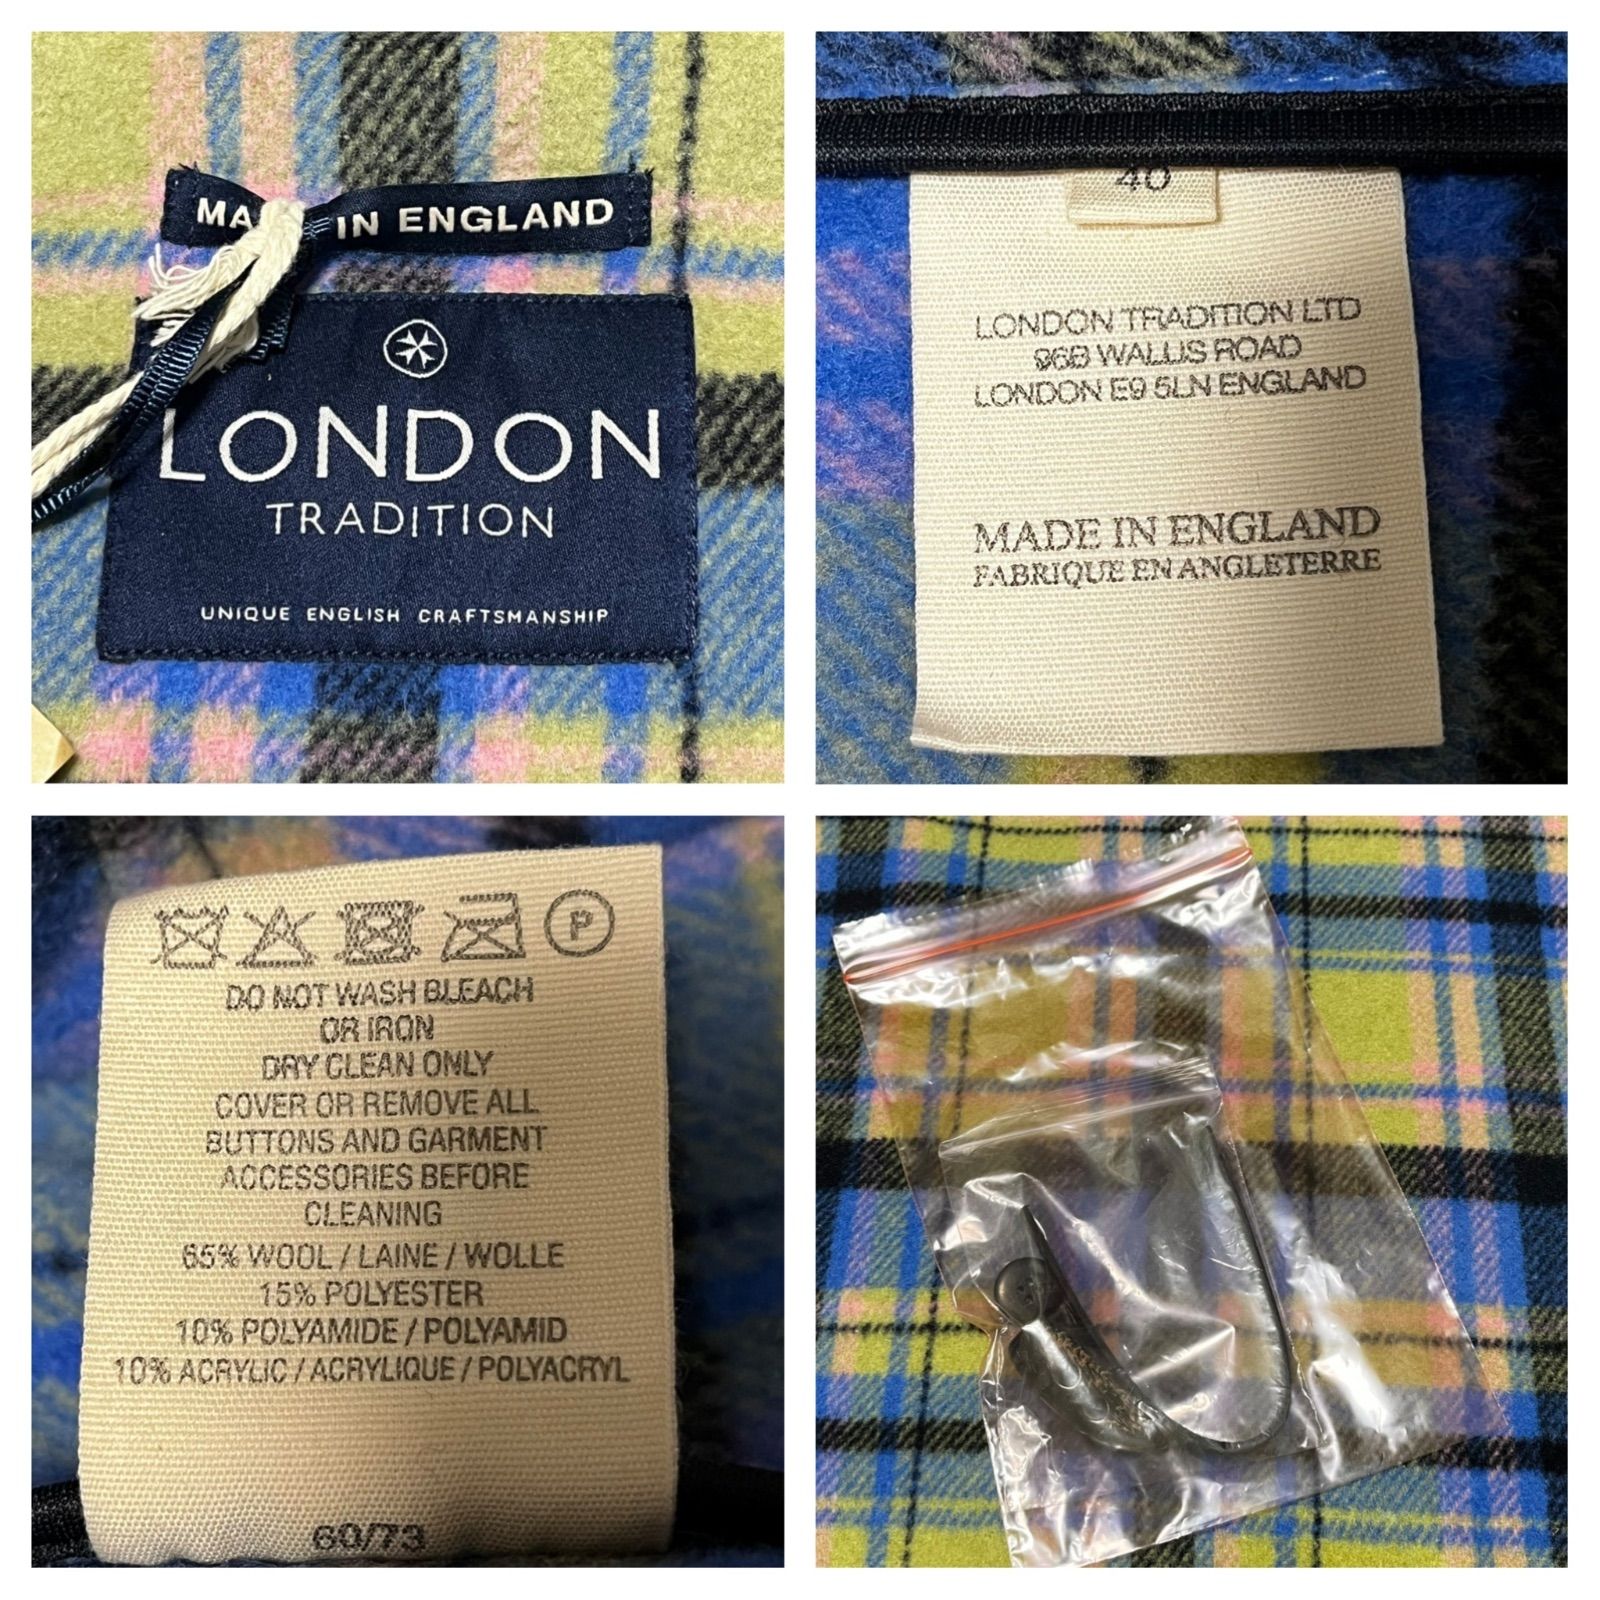 MA IN ENGLAND
LONDON
TRADITION
UNIQUE ENGLISH CRAFTSMANSHIP
40
LONDON TRADITION LTD
96B WALLIS ROAD
LONDON E9 5LN ENGLAND
MADE IN ENGLAND
FABRIQUE EN ANGLETERRE
P
DO NOT WASH BLEACH
OR IRON
DRY CLEAN ONLY
COVER OR REMOVE ALL
BUTTONS AND GARMENT
ACCESSORIES BEFORE
CLEANING
65% WOOL / LAINE / WOLLE
15% POLYESTER
10% POLYAMIDE / POLYAMID
10% ACRYLIC / ACRYLIQUE / POLYACRYL
60/73